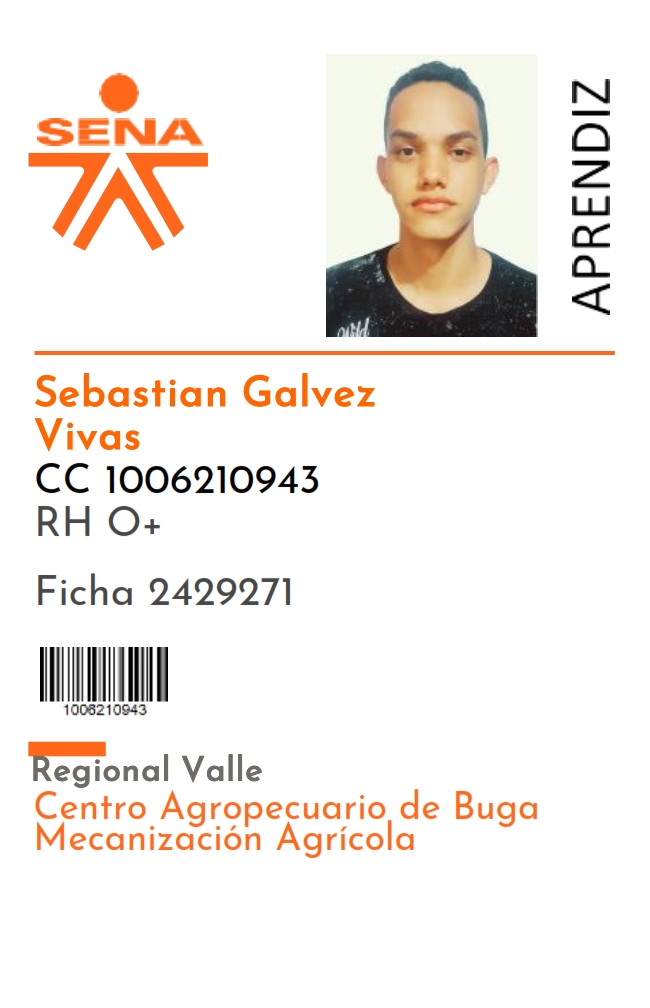 SENA
APRENDIZ
Wild
Sebastian Galvez
Vivas
CC 1006210943
RH O+
Ficha 2429271
1006210943
Regional Valle
Centro Agropecuario de Buga
Mecanización Agrícola